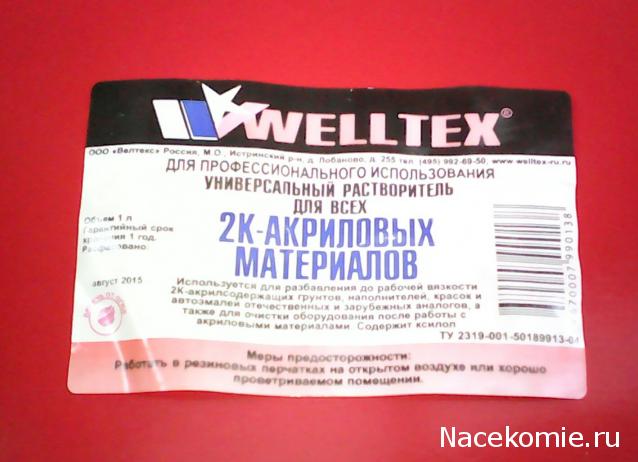 WELLTEX®
ООО «Велтекс» Россия, М.О., Истринский р-н, д. Лобаново, д. 255 тел. (495) 992-69-50, www.welltex-ru.ru
ДЛЯ ПРОФЕССИОНАЛЬНОГО ИСПОЛЬЗОВАНИЯ
УНИВЕРСАЛЬНЫЙ РАСТВОРИТЕЛЬ
ДЛЯ ВСЕХ
2К-АКРИЛОВЫХ
МАТЕРИАЛОВ
Объем 1 л
Гарантийный срок
хранения 1 год.
Расфасовано:
август 2015
Используется для разбавления до рабочей вязкости
2К-акрилсодержащих грунтов, наполнителей, красок и
автоэмалей отечественных и зарубежных аналогов, а
также для очистки оборудования после работы с
акриловыми материалами. Содержит ксилол
670007 990138
ТУ 2319-001-50189913-04
Меры предосторожности:
Работать в резиновых перчатках на открытом воздухе или хорошо
проветриваемом помещении.
Nacekomie.ru